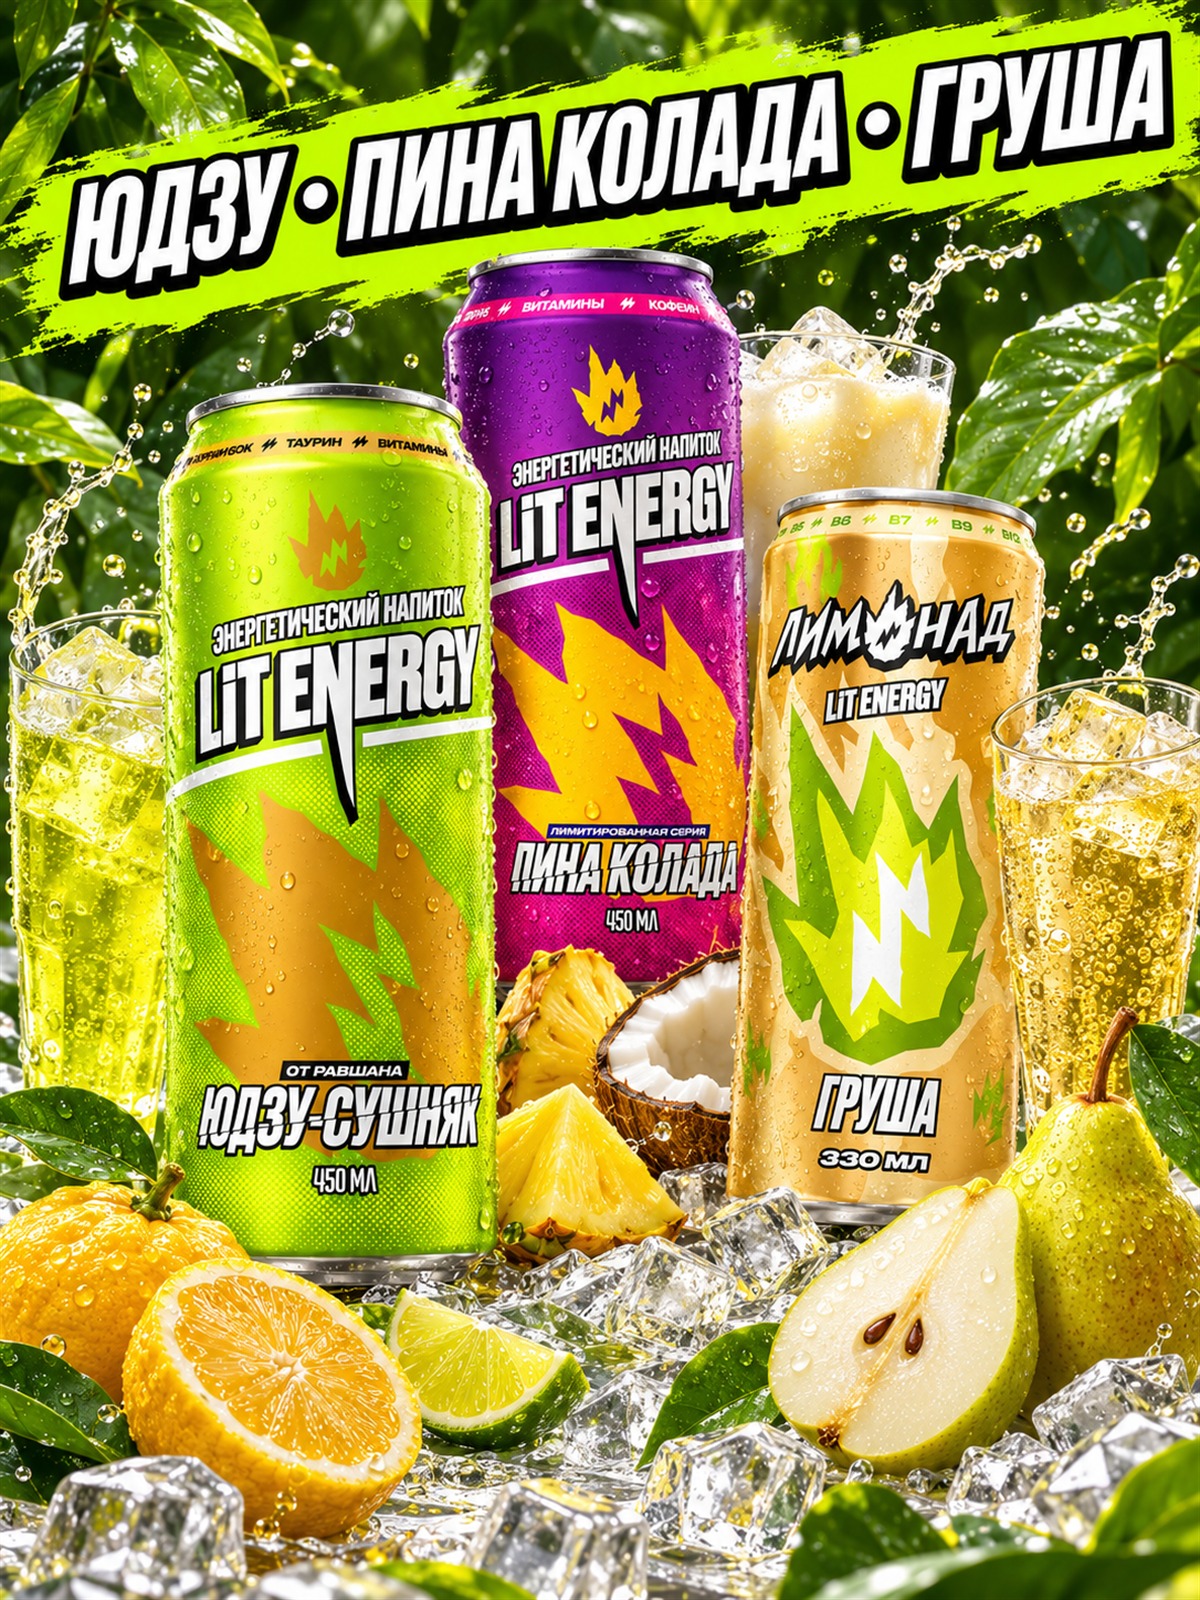 ЮДЗУ • ПИНА КОЛАДА • ГРУША
ВИТАМИНЫ КОФЕИН
ЭНЕРГЕТИЧЕСКИЙ НАПИТОК
LiT ENERGY
ЛИМИТИРОВАННАЯ СЕРИЯ
ПИНА КОЛАДА
450 МЛ
ТАУРИН ВИТАМИНЫ
ЭНЕРГЕТИЧЕСКИЙ НАПИТОК
LiT ENERGY
ОТ РАВШАНА
ЮДЗУ-СУШНЯК
450 МЛ
B5 B6 B7 B9 B12
ЛИМОНАД
LiT ENERGY
ГРУША
330 МЛ